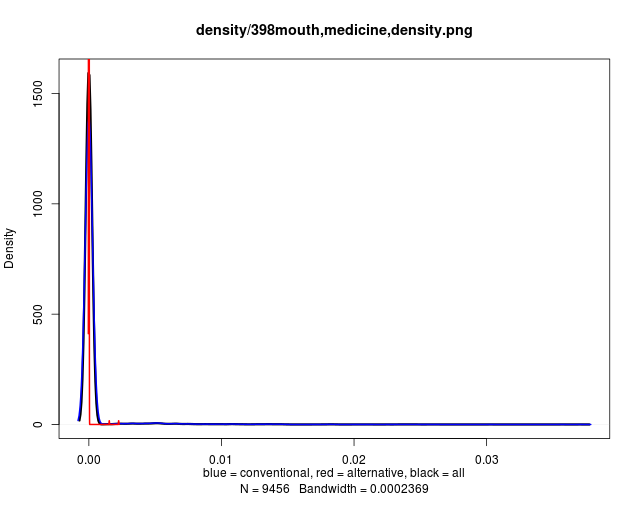 density/398mouth,medicine,density.png
Density
1500
1000
500
0
0.00 0.01 0.02 0.03
blue = conventional, red = alternative, black = all
N = 9456 Bandwidth = 0.0002369